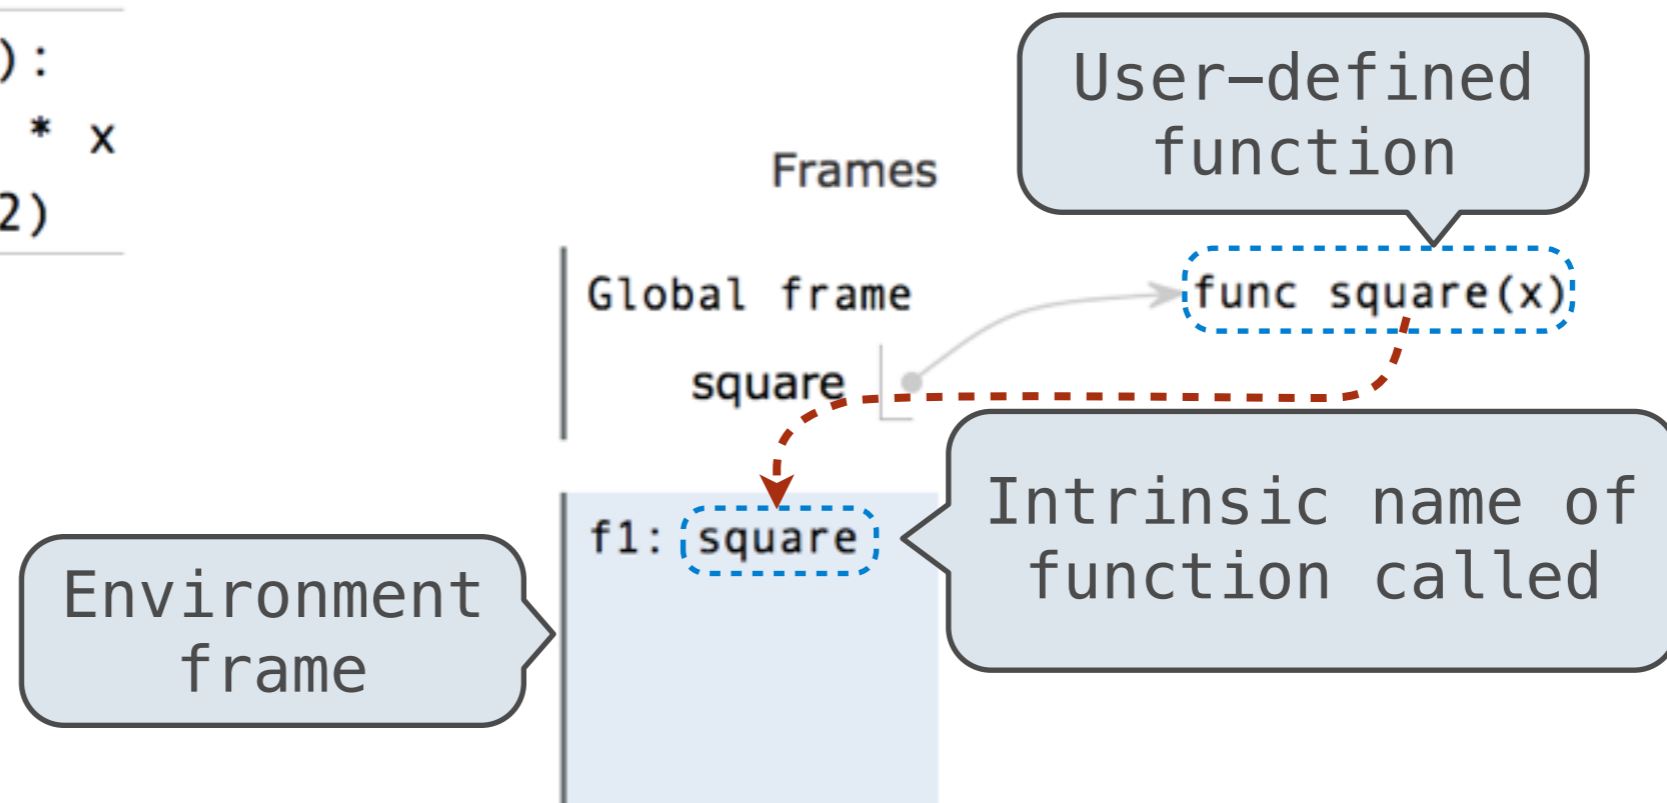 ):
* x
2)
User-defined
function
Frames
Global frame
func square(x)
square
Intrinsic name of
function called
f1: square
Environment
frame